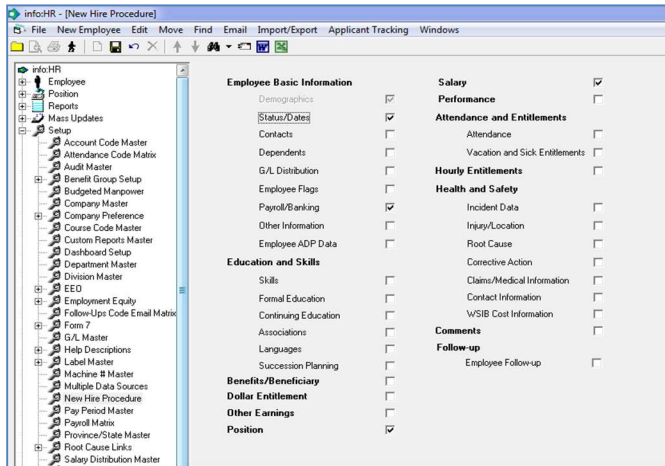 info:HR - [New Hire Procedure]
File New Employee Edit Move Find Email Import/Export Applicant Tracking Windows
info:HR
Employee
Position
Reports
Mass Updates
Setup
Account Code Master
Attendance Code Matrix
Audit Master
Benefit Group Setup
Budgeted Manpower
Company Master
Company Preference
Course Code Master
Custom Reports Master
Dashboard Setup
Department Master
Division Master
EEO
Employment Equity
Follow-Ups Code Email Matrix
Form 7
G/L Master
Help Descriptions
Label Master
Machine # Master
Multiple Data Sources
New Hire Procedure
Pay Period Master
Payroll Matrix
Province/State Master
Root Cause Links
Salary Distribution Master
Employee Basic Information
Demographics
Status/Dates
Contacts
Dependents
G/L Distribution
Employee Flags
Payroll/Banking
Other Information
Employee ADP Data
Education and Skills
Skills
Formal Education
Continuing Education
Associations
Languages
Succession Planning
Benefits/Beneficiary
Dollar Entitlement
Other Earnings
Position
Salary
Performance
Attendance and Entitlements
Attendance
Vacation and Sick Entitlements
Hourly Entitlements
Health and Safety
Incident Data
Injury/Location
Root Cause
Corrective Action
Claims/Medical Information
Contact Information
WSIB Cost Information
Comments
Follow-up
Employee Follow-up